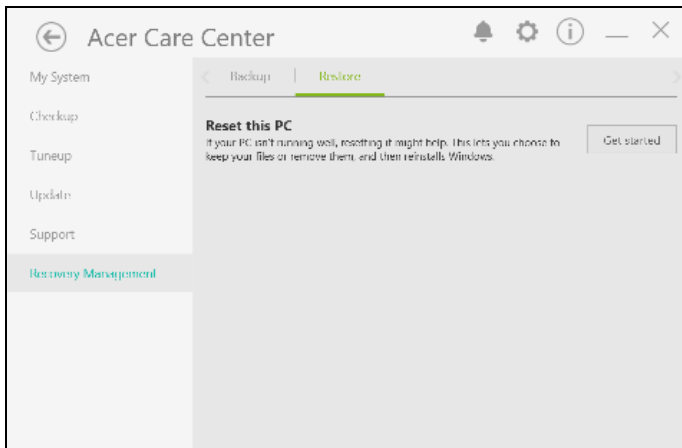 Acer Care Center
My System
Checkup
Tuneup
Update
Support
Recovery Management
Backup | Restore
Reset this PC
If your PC isn't running well, resetting it might help. This lets you choose to
keep your files or remove them, and then reinstalls Windows.
Get started